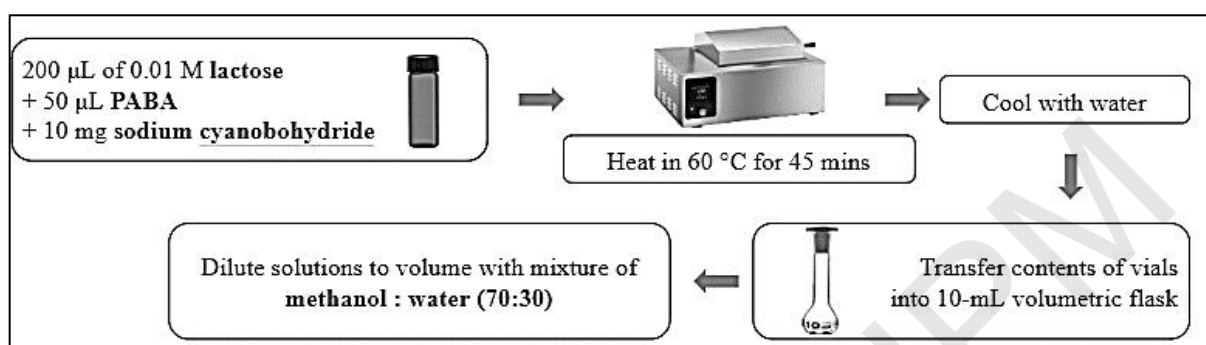 200 µL of 0.01 M lactose
+ 50 µL PABA
+ 10 mg sodium cyanobohydride
Heat in 60 °C for 45 mins
Cool with water
Transfer contents of vials
into 10-mL volumetric flask
Dilute solutions to volume with mixture of
methanol : water (70:30)